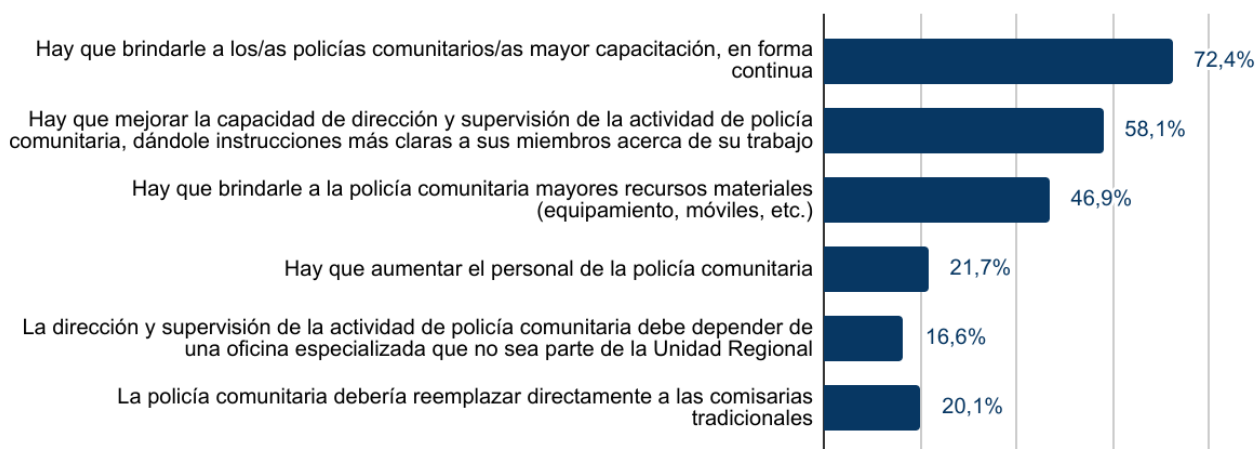 Hay que brindarle a los/as policías comunitarios/as mayor capacitación, en forma
continua
72,4%
Hay que mejorar la capacidad de dirección y supervisión de la actividad de policía
comunitaria, dándole instrucciones más claras a sus miembros acerca de su trabajo
58,1%
Hay que brindarle a la policía comunitaria mayores recursos materiales
(equipamiento, móviles, etc.)
46,9%
Hay que aumentar el personal de la policía comunitaria
21,7%
La dirección y supervisión de la actividad de policía comunitaria debe depender de
una oficina especializada que no sea parte de la Unidad Regional
16,6%
La policía comunitaria debería reemplazar directamente a las comisarias
tradicionales
20,1%